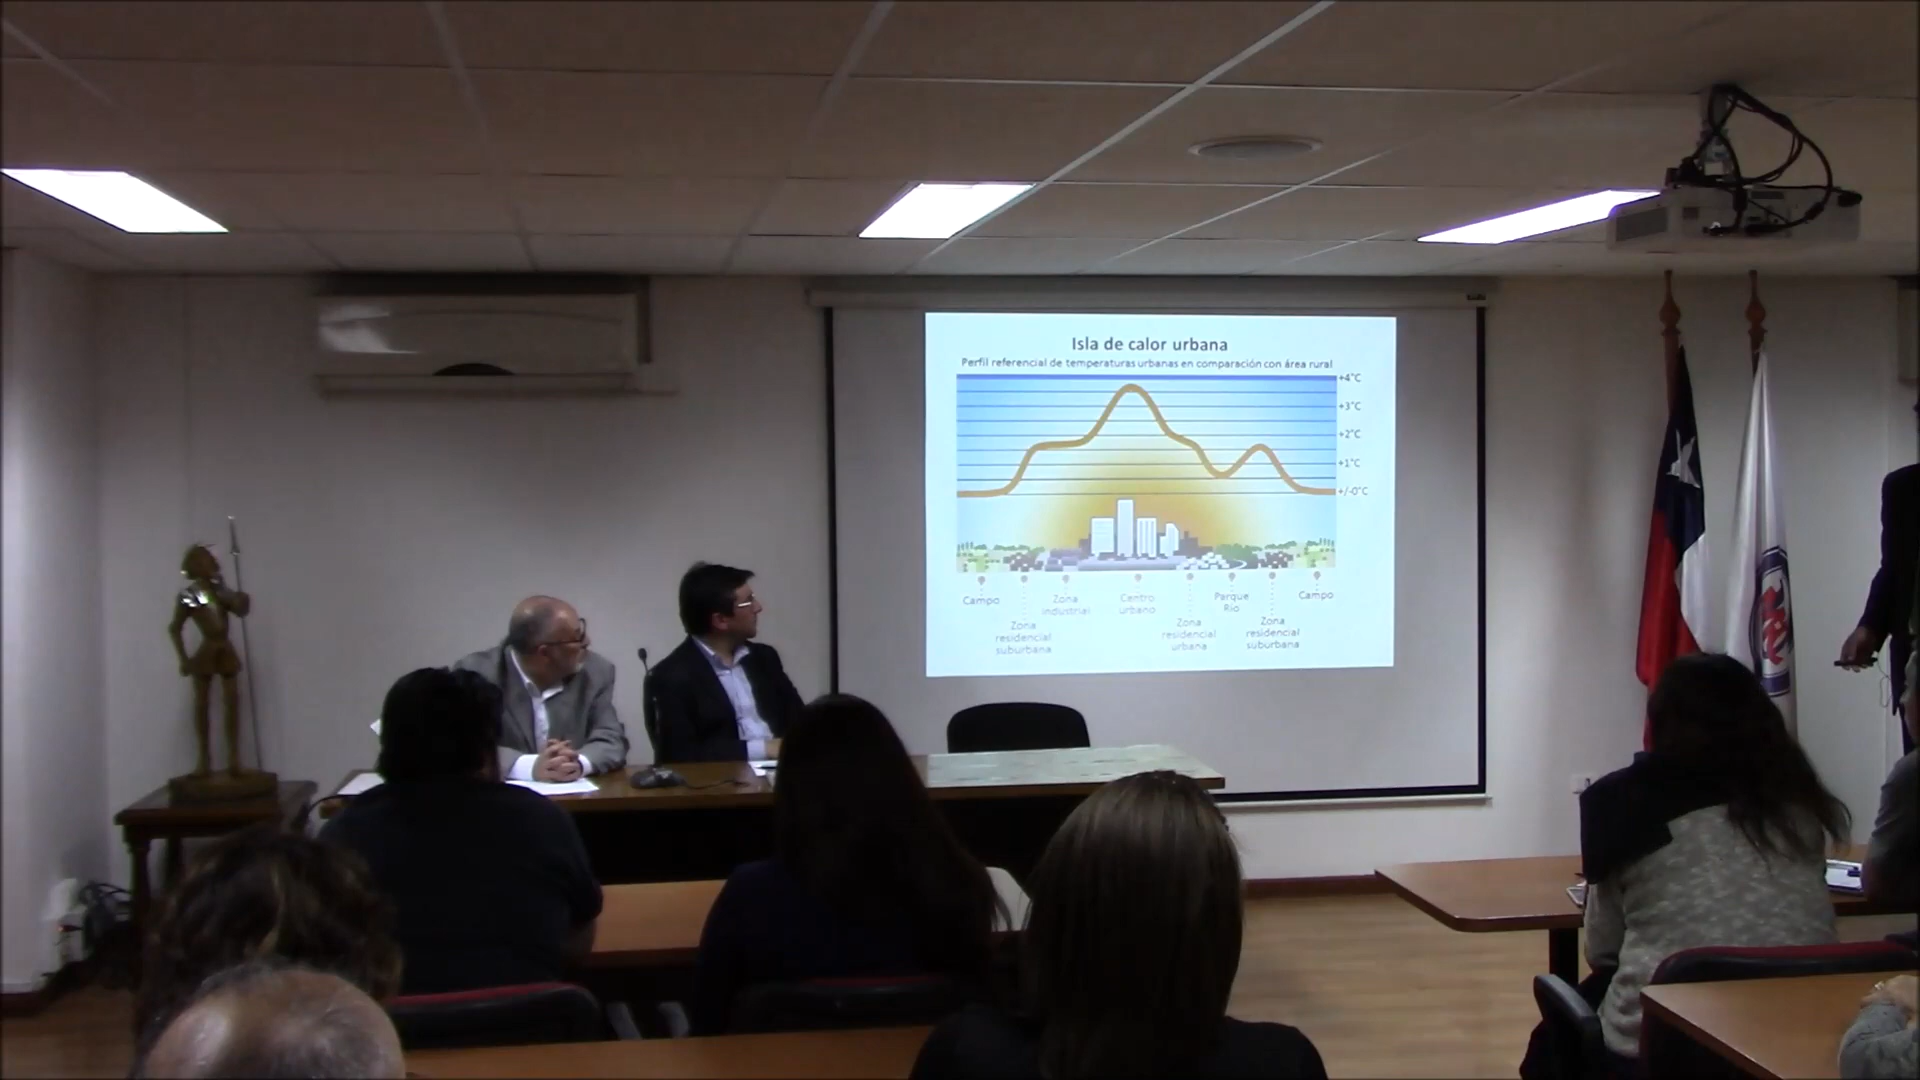 Isla de calor urbana
Perfil referencial de temperaturas urbanas en comparación con área rural
+4°C
+3°C
+2°C
+1°C
+/-0°C
Campo
Zona
residencial
suburbana
Zona
industrial
Centro
urbano
Zona
residencial
urbana
Parque
Rio
Zona
residencial
suburbana
Campo